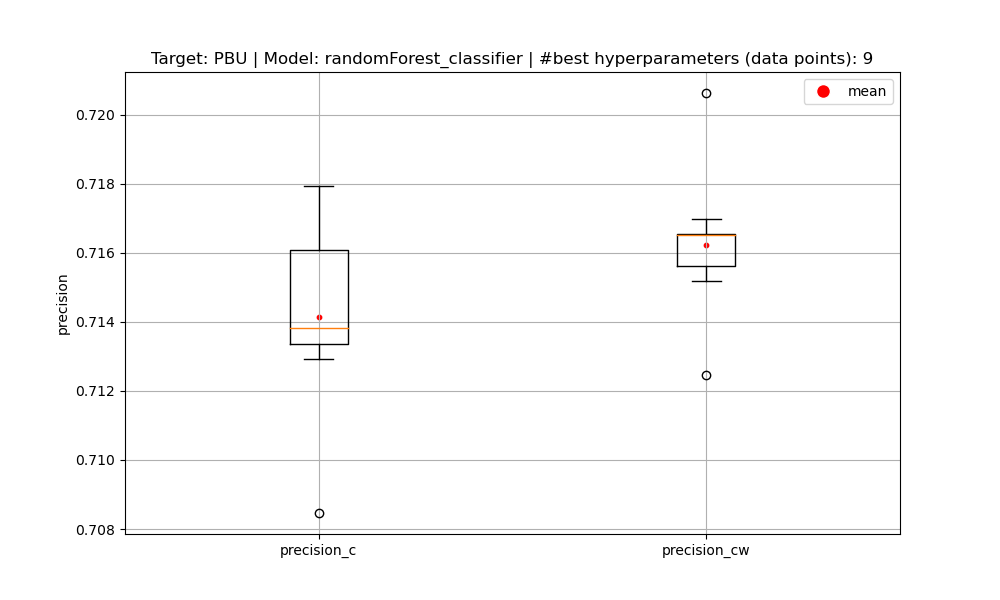 Target: PBU | Model: randomForest_classifier | #best hyperparameters (data points): 9
mean
0.720
0.718
0.716
0.714
0.712
0.710
0.708
precision
precision_c
precision_cw